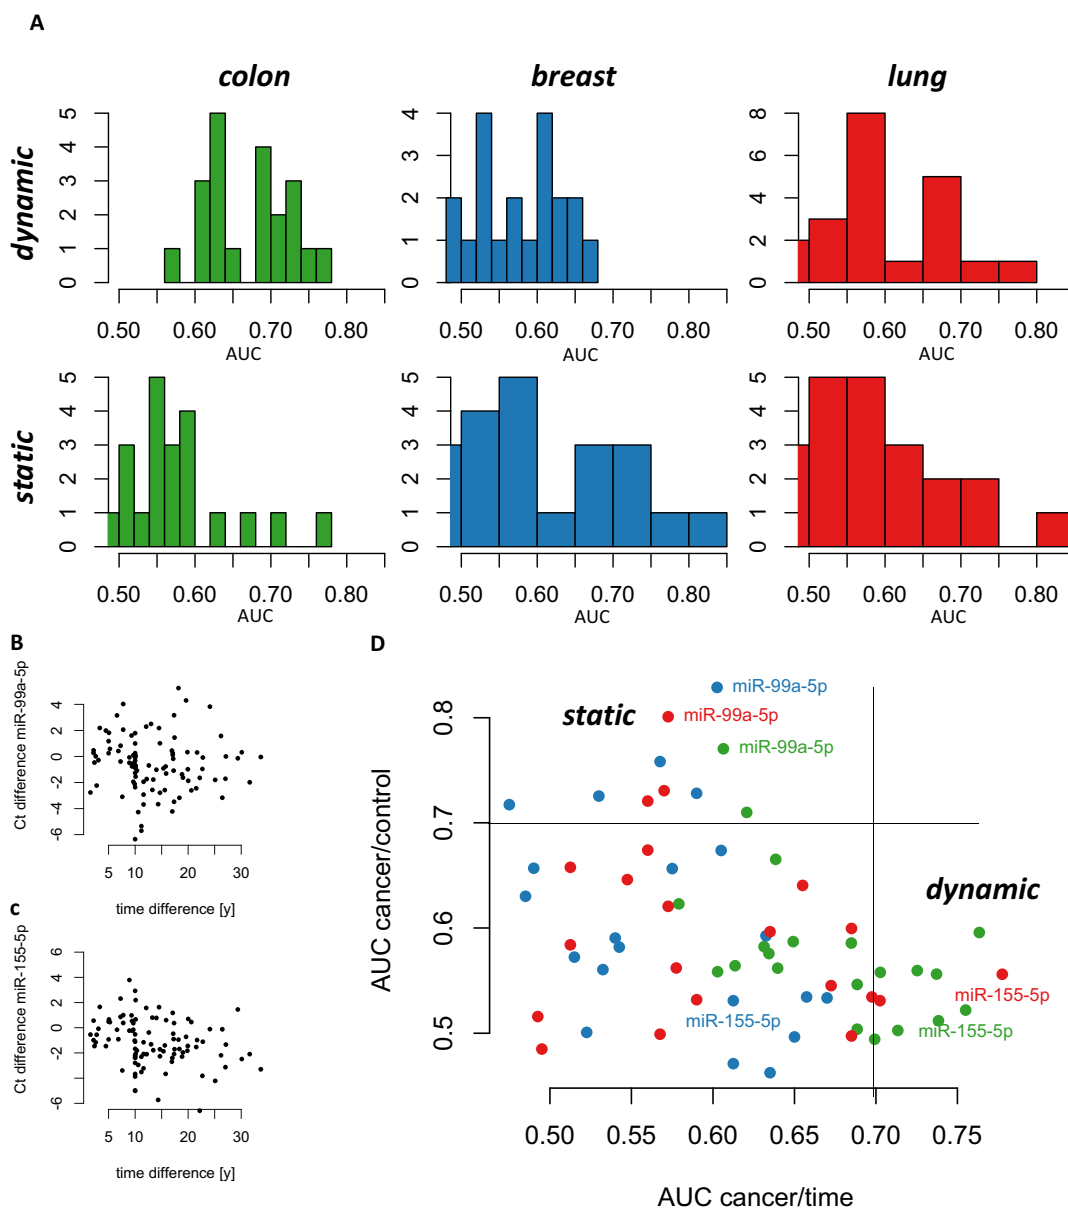 A
colon breast lung
dynamic
5
4
3
2
1
0
0.50 0.60 0.70 0.80
AUC
4
3
2
1
0
0.50 0.60 0.70 0.80
AUC
8
6
4
2
0
0.50 0.60 0.70 0.80
AUC
static
5
4
3
2
1
0
0.50 0.60 0.70 0.80
AUC
5
4
3
2
1
0
0.50 0.60 0.70 0.80
AUC
5
4
3
2
1
0
0.50 0.60 0.70 0.80
AUC
B
Ct difference miR-99a-5p
4
2
0
-2
-4
-6
5 10 20 30
time difference [y]
c
Ct difference miR-155-5p
6
4
2
0
-2
-6
5 10 20 30
time difference [y]
D
AUC cancer/control
0.8
0.7
0.6
0.5
static
miR-99a-5p
miR-99a-5p
miR-99a-5p
dynamic
miR-155-5p
miR-155-5p
miR-155-5p
0.50 0.55 0.60 0.65 0.70 0.75
AUC cancer/time